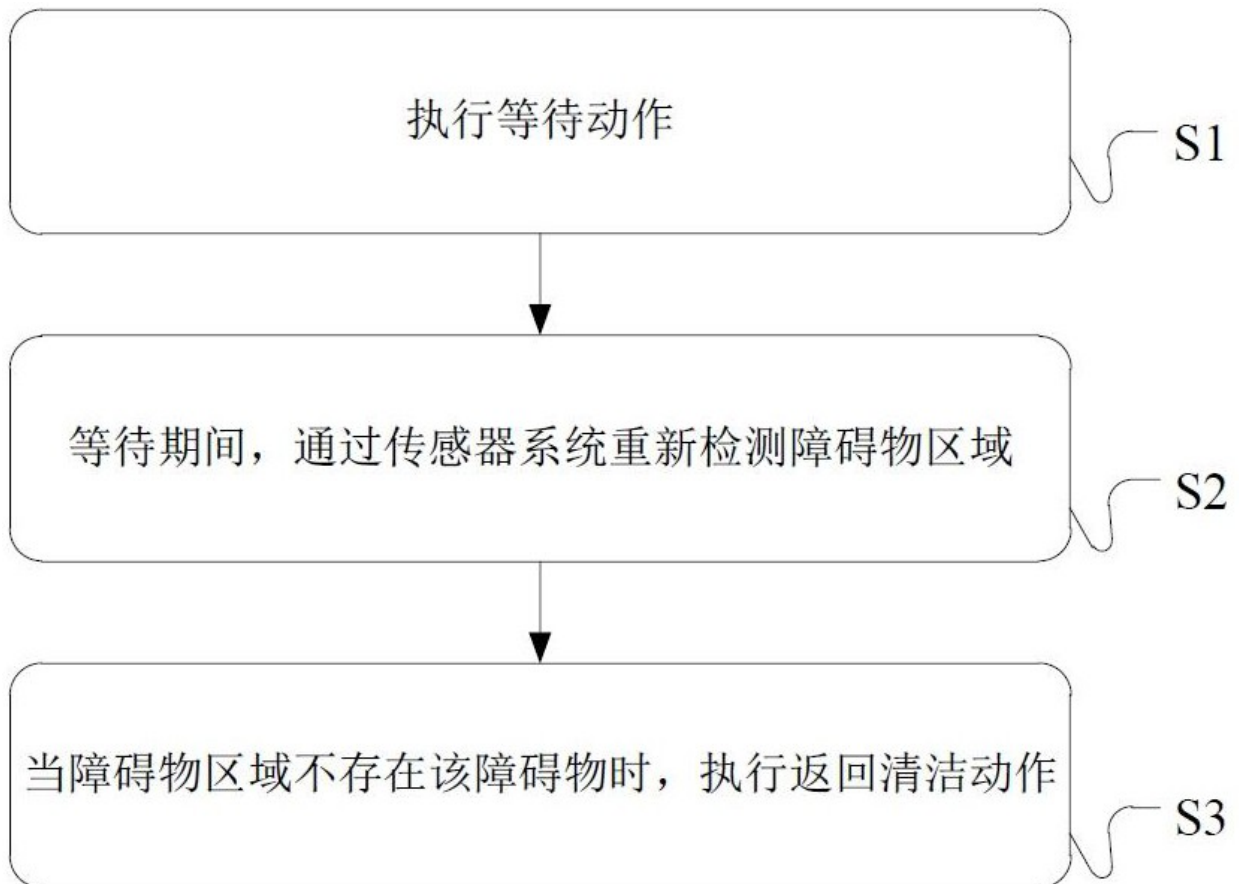 执行等待动作
S1
等待期间，通过传感器系统重新检测障碍物区域
S2
当障碍物区域不存在该障碍物时，执行返回清洁动作
S3